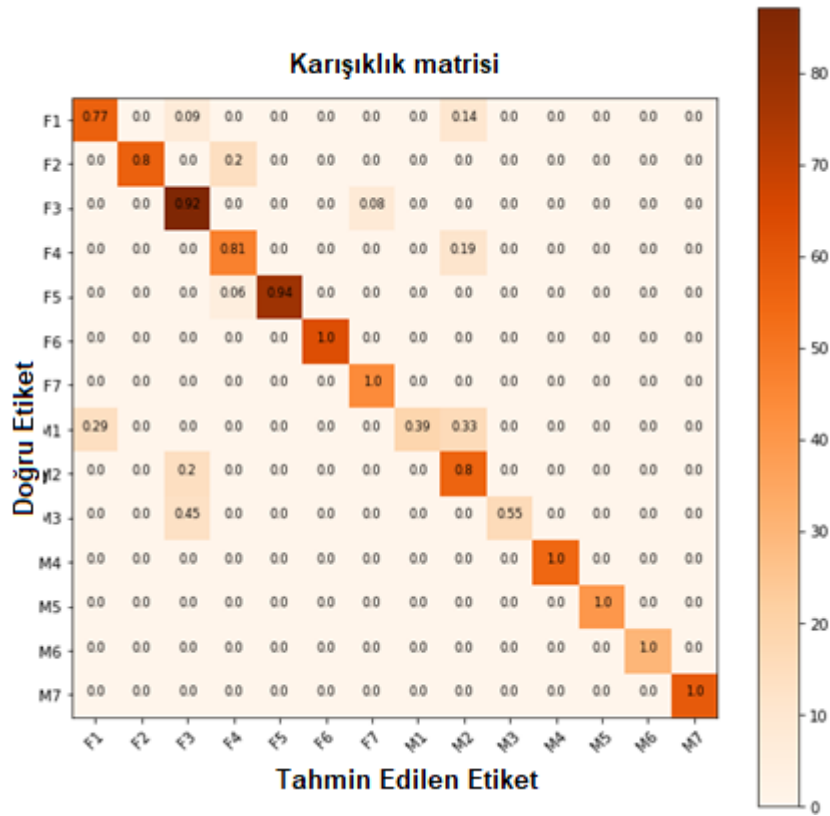 Karışıklık matrisi
F1 0.77 0.0 0.09 0.0 0.0 0.0 0.0 0.0 0.14 0.0 0.0 0.0 0.0 0.0
F2 0.0 0.8 0.0 0.2 0.0 0.0 0.0 0.0 0.0 0.0 0.0 0.0 0.0 0.0
F3 0.0 0.0 0.92 0.0 0.0 0.0 0.08 0.0 0.0 0.0 0.0 0.0 0.0 0.0
F4 0.0 0.0 0.0 0.81 0.0 0.0 0.0 0.0 0.19 0.0 0.0 0.0 0.0 0.0
F5 0.0 0.0 0.0 0.06 0.94 0.0 0.0 0.0 0.0 0.0 0.0 0.0 0.0 0.0
F6 0.0 0.0 0.0 0.0 0.0 1.0 0.0 0.0 0.0 0.0 0.0 0.0 0.0 0.0
F7 0.0 0.0 0.0 0.0 0.0 0.0 1.0 0.0 0.0 0.0 0.0 0.0 0.0 0.0
M1 0.29 0.0 0.0 0.0 0.0 0.0 0.0 0.39 0.33 0.0 0.0 0.0 0.0 0.0
M2 0.0 0.0 0.2 0.0 0.0 0.0 0.0 0.0 0.8 0.0 0.0 0.0 0.0 0.0
M3 0.0 0.0 0.45 0.0 0.0 0.0 0.0 0.0 0.0 0.55 0.0 0.0 0.0 0.0
M4 0.0 0.0 0.0 0.0 0.0 0.0 0.0 0.0 0.0 0.0 1.0 0.0 0.0 0.0
M5 0.0 0.0 0.0 0.0 0.0 0.0 0.0 0.0 0.0 0.0 0.0 1.0 0.0 0.0
M6 0.0 0.0 0.0 0.0 0.0 0.0 0.0 0.0 0.0 0.0 0.0 0.0 1.0 0.0
M7 0.0 0.0 0.0 0.0 0.0 0.0 0.0 0.0 0.0 0.0 0.0 0.0 0.0 1.0
F1 F2 F3 F4 F5 F6 F7 M1 M2 M3 M4 M5 M6 M7
Doğru Etiket
Tahmin Edilen Etiket
80
70
60
50
40
30
20
10
0